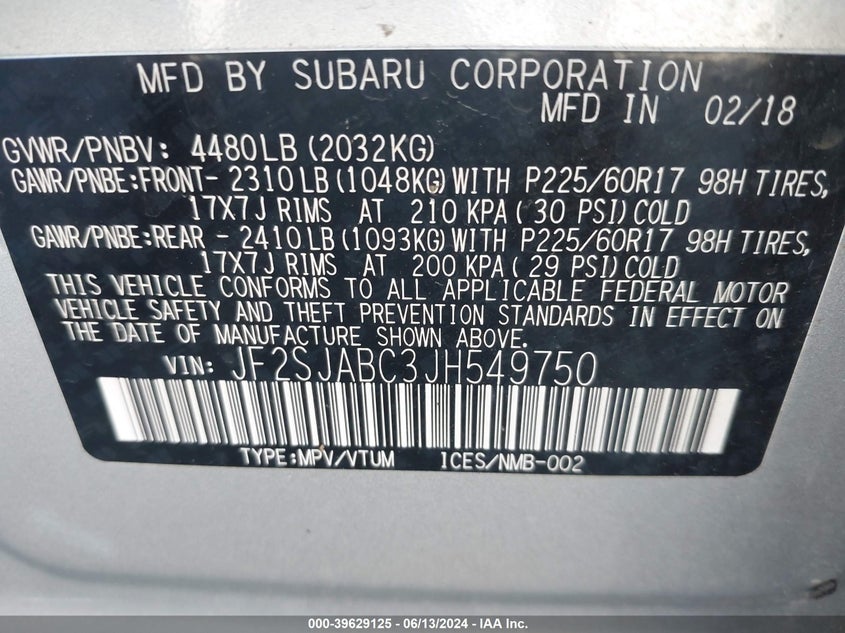 MFD BY SUBARU CORPORATION
MFD IN 02/18
GVWR/PNBV: 4480LB (2032KG)
GAWR/PNBE:FRONT- 2310 LB (1048KG) WITH P225/60R17 98H TIRES,
17X7J RIMS AT 210 KPA ( 30 PSI) COLD
GAWR/PNBE:REAR - 2410 LB (1093KG) WITH P225/60R17 98H TIRES,
17X7J RIMS AT 200 KPA ( 29 PSI) COLD
THIS VEHICLE CONFORMS TO ALL APPLICABLE FEDERAL MOTOR
VEHICLE SAFETY AND THEFT PREVENTION STANDARDS IN EFFECT ON
THE DATE OF MANUFACTURE SHOWN ABOVE.
VIN: JF2SJABC3JH549750
TYPE:MPV/VTUM ICES/NMB-002
000-39629125 - 06/13/2024 - IAA, Inc.